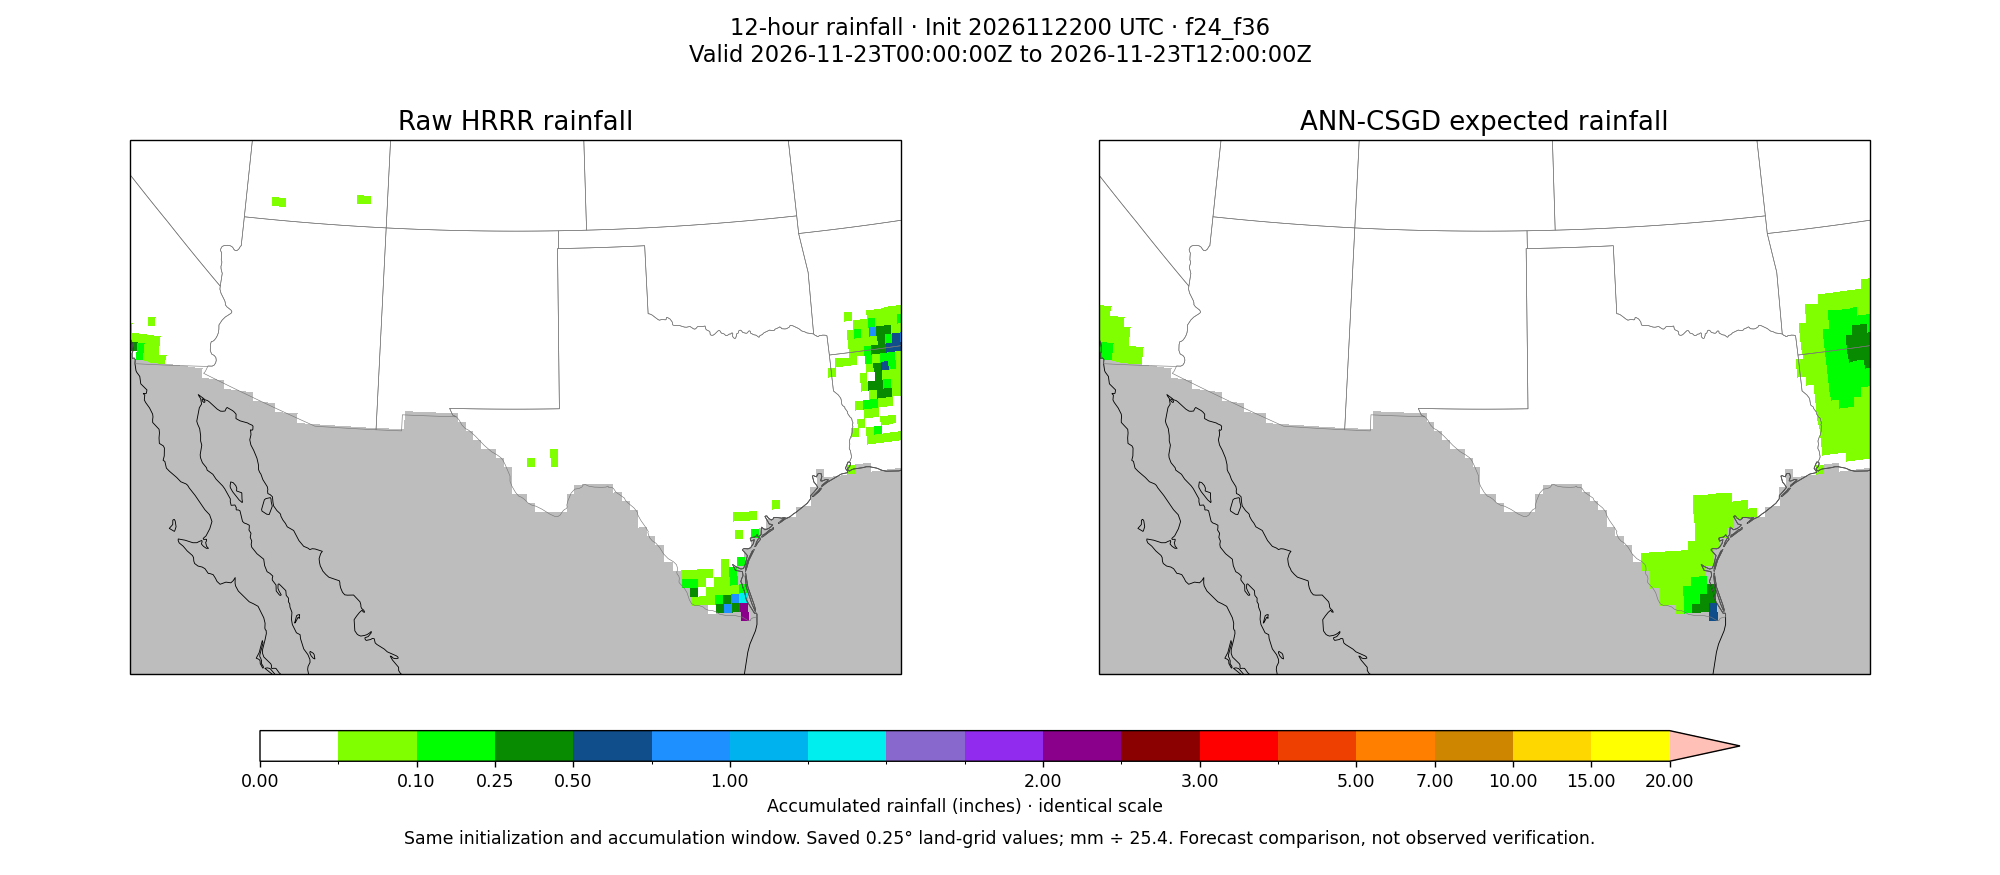 12-hour rainfall · Init 2026112200 UTC · f24_f36
Valid 2026-11-23T00:00:00Z to 2026-11-23T12:00:00Z
Raw HRRR rainfall
ANN-CSGD expected rainfall
0.00 0.10 0.25 0.50 1.00 2.00 3.00 5.00 7.00 10.00 15.00 20.00
Accumulated rainfall (inches) · identical scale
Same initialization and accumulation window. Saved 0.25° land-grid values; mm ÷ 25.4. Forecast comparison, not observed verification.